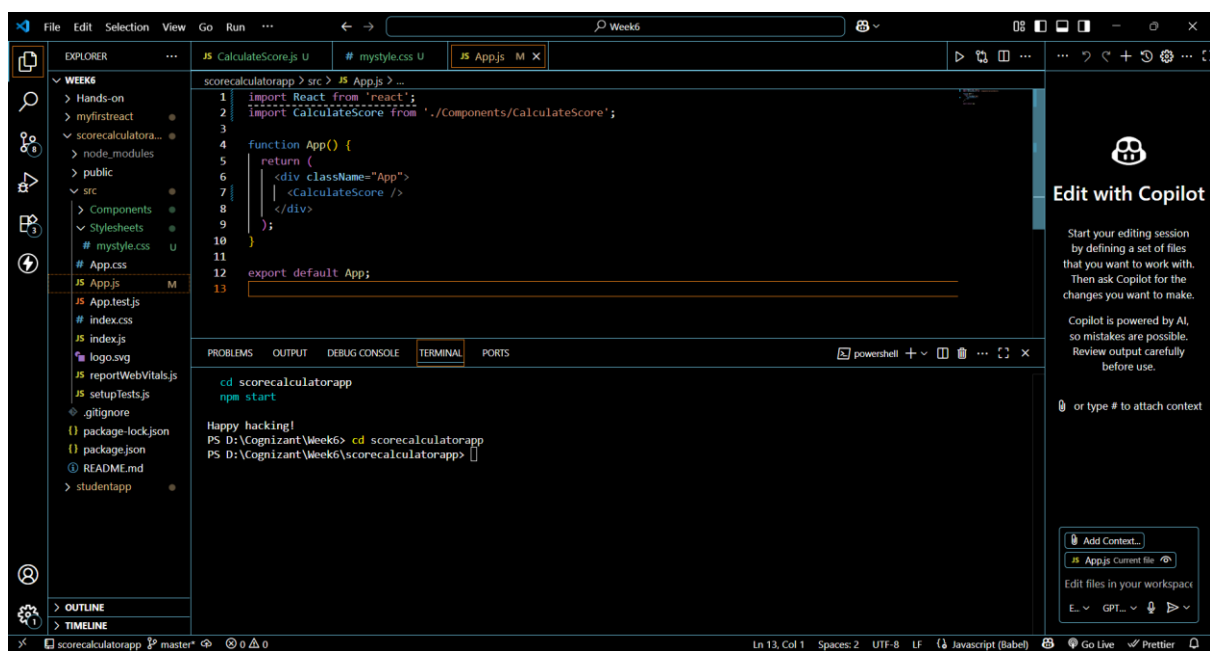 File Edit Selection View Go Run ···
Week6
EXPLORER ···
WEEK6
Hands-on
myfirstreact
scorecalculatora...
node_modules
public
src
Components
Stylesheets
# mystyle.css U
# App.css
JS App.js M
JS App.test.js
# index.css
JS index.js
logo.svg
JS reportWebVitals.js
JS setupTests.js
.gitignore
{} package-lock.json
{} package.json
README.md
studentapp
OUTLINE
TIMELINE
8
3
1
JS CalculateScore.js U # mystyle.css U JS App.js M
scorecalculatorapp > src > JS App.js > ...
1 import React from 'react';
2 import CalculateScore from './Components/CalculateScore';
3
4 function App() {
5 return (
6 <div className="App">
7 <CalculateScore />
8 </div>
9 );
10 }
11
12 export default App;
13
PROBLEMS OUTPUT DEBUG CONSOLE TERMINAL PORTS
powershell
cd scorecalculatorapp
npm start
Happy hacking!
PS D:\Cognizant\Week6> cd scorecalculatorapp
PS D:\Cognizant\Week6\scorecalculatorapp>
Edit with Copilot
Start your editing session
by defining a set of files
that you want to work with.
Then ask Copilot for the
changes you want to make.
Copilot is powered by AI,
so mistakes are possible.
Review output carefully
before use.
or type # to attach context
Add Context...
JS App.js Current file
Edit files in your workspace
E... GPT...
scorecalculatorapp master* 0 0
Ln 13, Col 1 Spaces: 2 UTF-8 LF {} Javascript (Babel) Go Live Prettier